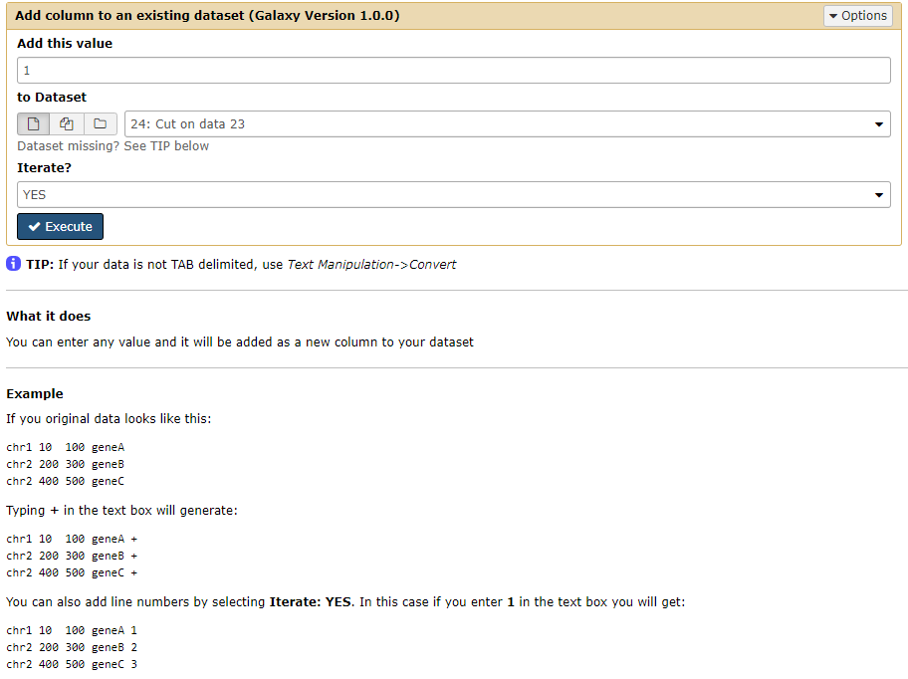 Add column to an existing dataset (Galaxy Version 1.0.0)
Options
Add this value
1
to Dataset
24: Cut on data 23
Dataset missing? See TIP below
Iterate?
YES
Execute
TIP: If your data is not TAB delimited, use Text Manipulation->Convert
What it does
You can enter any value and it will be added as a new column to your dataset
Example
If you original data looks like this:
chr1 10  100 geneA
chr2 200 300 geneB
chr2 400 500 geneC
Typing + in the text box will generate:
chr1 10  100 geneA +
chr2 200 300 geneB +
chr2 400 500 geneC +
You can also add line numbers by selecting Iterate: YES. In this case if you enter 1 in the text box you will get:
chr1 10  100 geneA 1
chr2 200 300 geneB 2
chr2 400 500 geneC 3